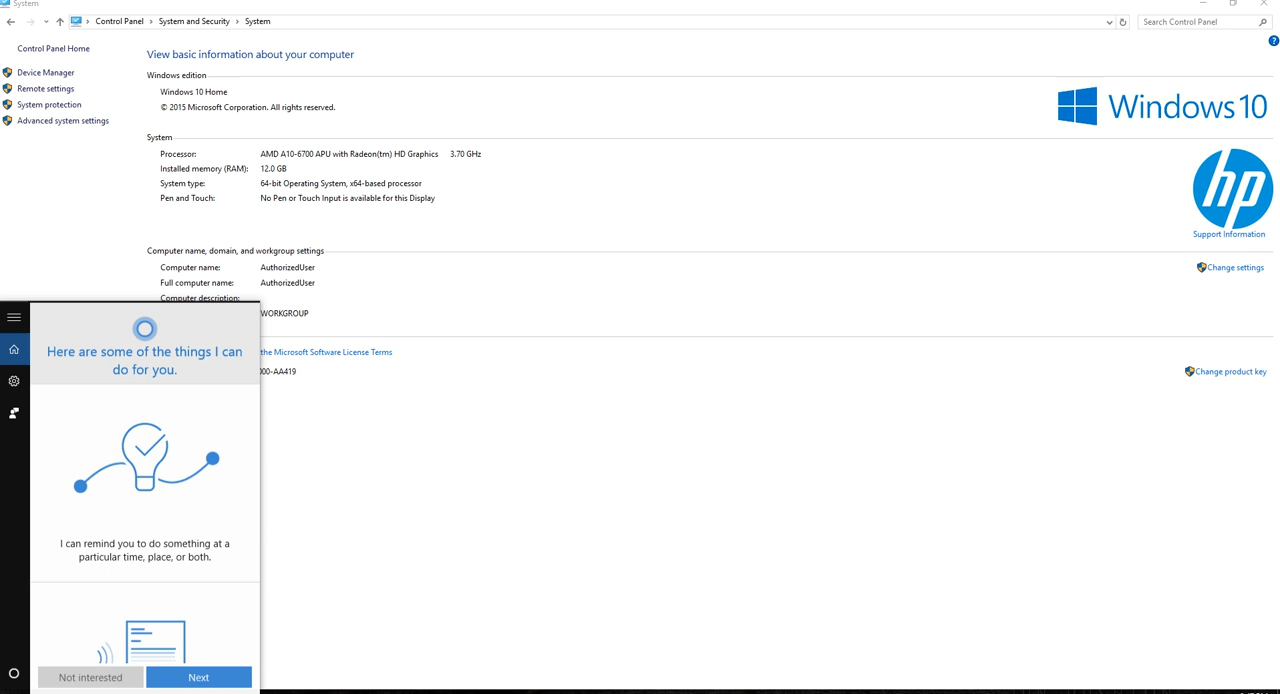 System
Control Panel > System and Security > System
Search Control Panel
Control Panel Home
Device Manager
Remote settings
System protection
Advanced system settings
View basic information about your computer
Windows edition
Windows 10 Home
© 2015 Microsoft Corporation. All rights reserved.
Windows 10
System
Processor: AMD A10-6700 APU with Radeon(tm) HD Graphics 3.70 GHz
Installed memory (RAM): 12.0 GB
System type: 64-bit Operating System, x64-based processor
Pen and Touch: No Pen or Touch Input is available for this Display
hp
Support Information
Computer name, domain, and workgroup settings
Computer name: AuthorizedUser
Full computer name: AuthorizedUser
Computer description:
WORKGROUP
Change settings
the Microsoft Software License Terms
000-AA419
Change product key
Here are some of the things I can
do for you.
I can remind you to do something at a
particular time, place, or both.
Not interested
Next